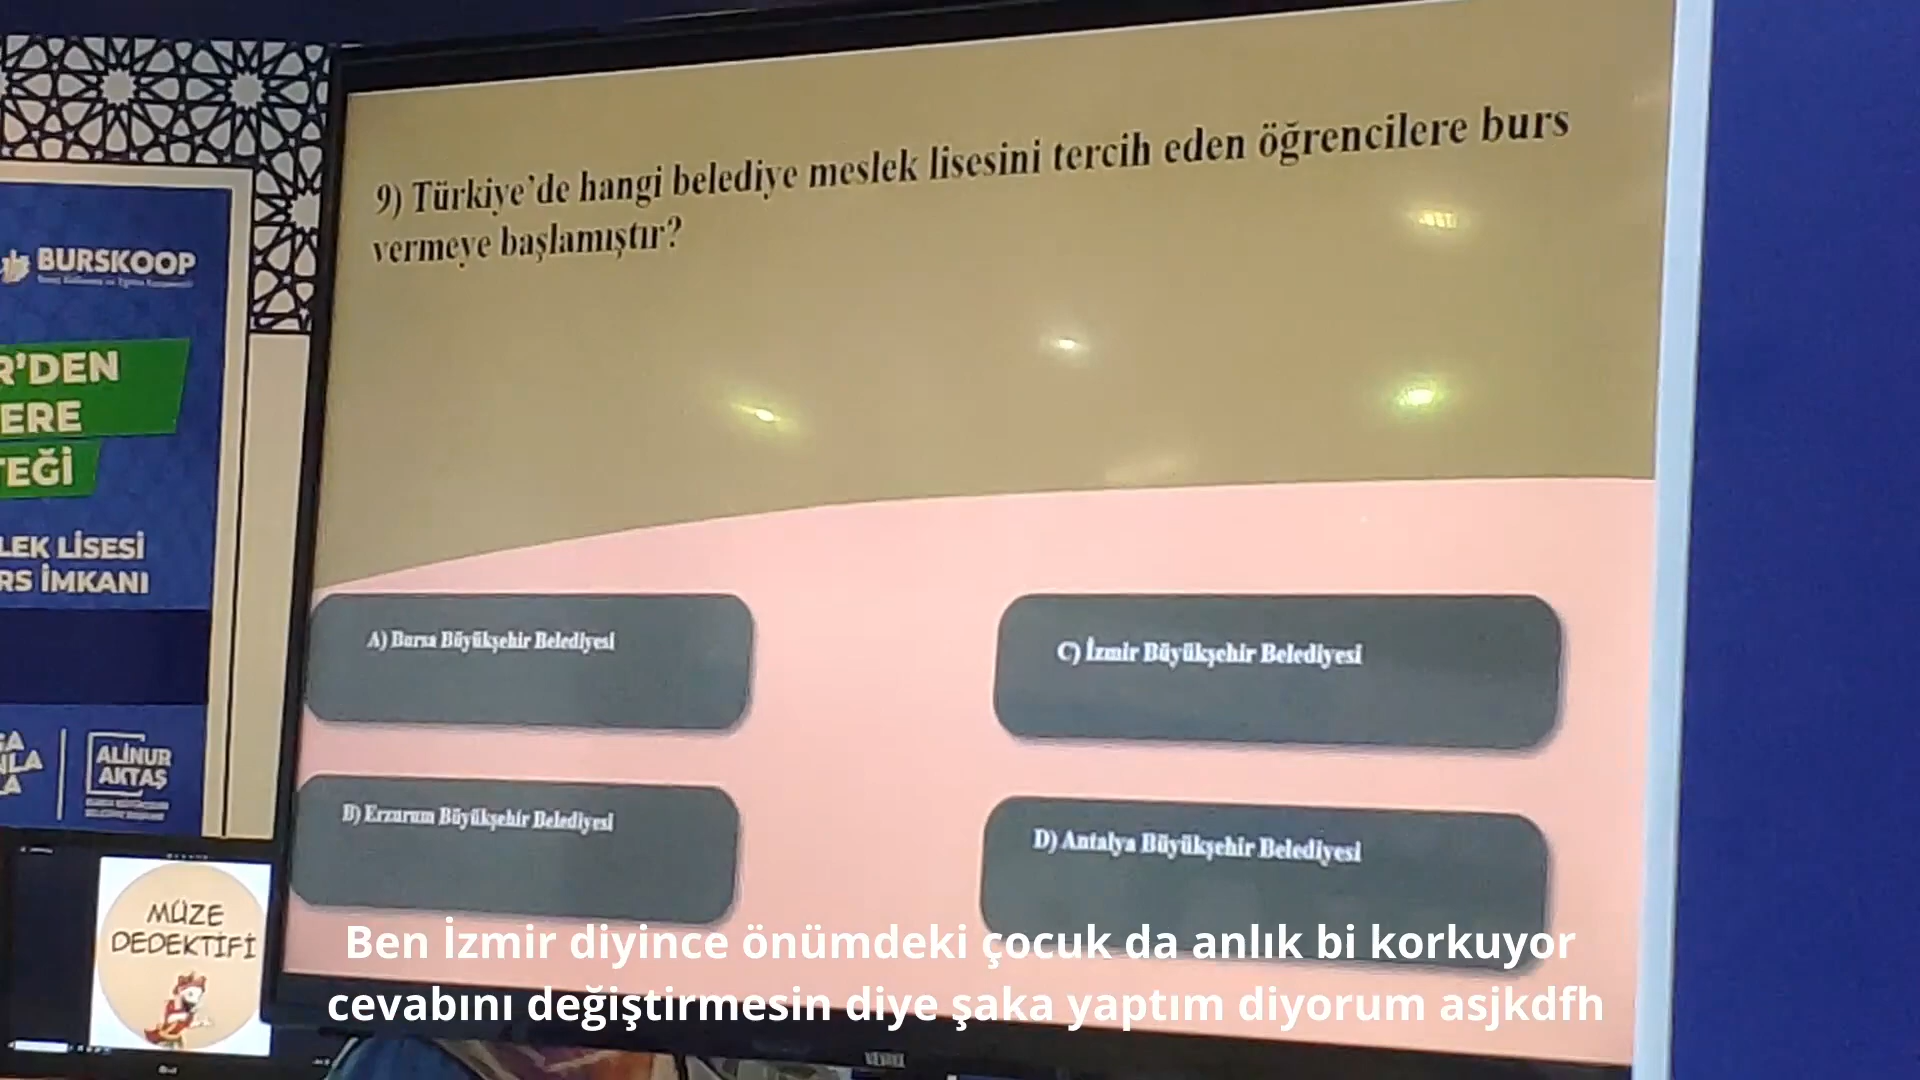 9) Türkiye'de hangi belediye meslek lisesini tercih eden öğrencilere burs
vermeye başlamıştır?
BURSKOOP
R'DEN
ERE
TEĞİ
LEK LİSESİ
RS İMKANI
ALİNUR
AKTAŞ
A) Bursa Büyükşehir Belediyesi
C) İzmir Büyükşehir Belediyesi
B) Erzurum Büyükşehir Belediyesi
D) Antalya Büyükşehir Belediyesi
MÜZE
DEDEKTİFİ
Ben İzmir diyince önümdeki çocuk da anlık bi korkuyor
cevabını değiştirmesin diye şaka yaptım diyorum asjkdfh